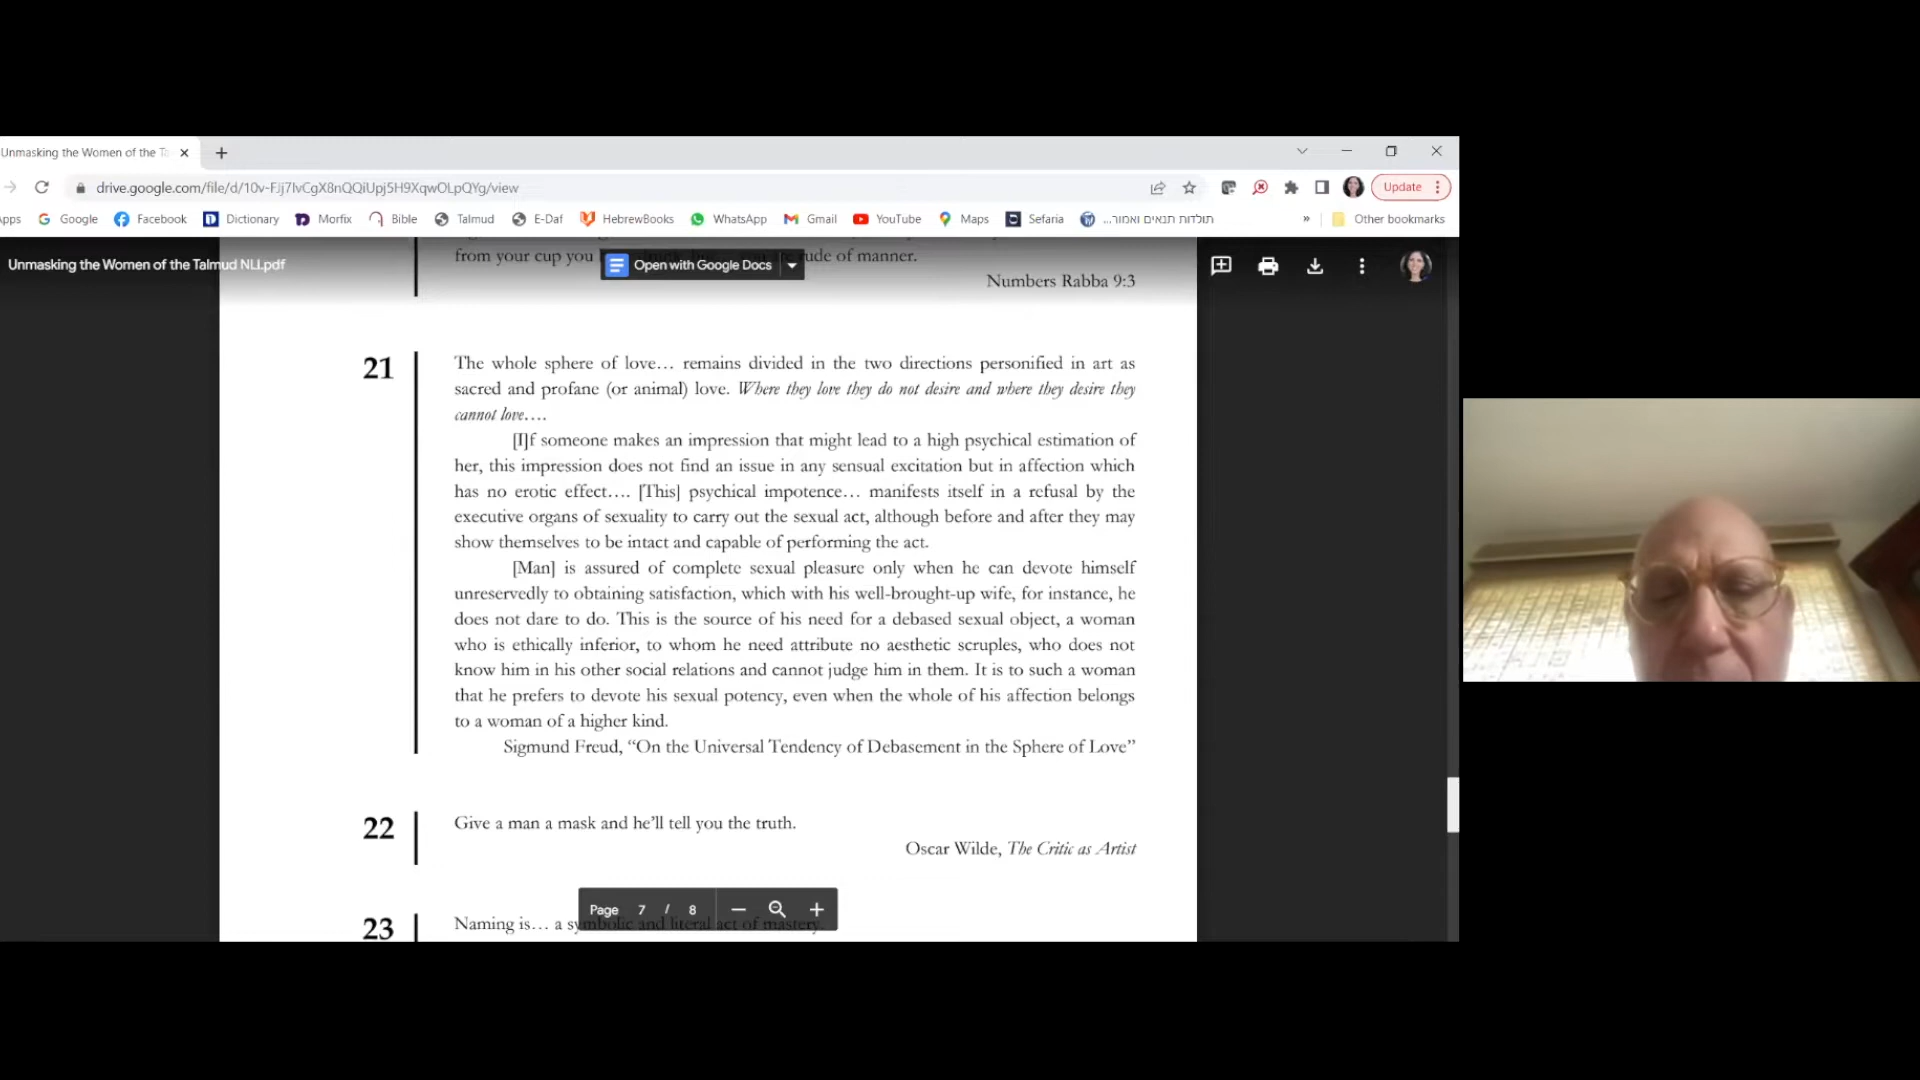 Unmasking the Women of the Ta
drive.google.com/file/d/10v-FJj7IvCgX8nQQiUpj5H9XqwOLpQYg/view
Update
pps Google Facebook Dictionary Morfix Bible Talmud E-Daf HebrewBooks WhatsApp Gmail YouTube Maps Sefaria תולדות תנאים ואמור... » Other bookmarks
Unmasking the Women of the Talmud NLI.pdf
Open with Google Docs
from your cup you rude of manner.
Numbers Rabba 9:3
21
The whole sphere of love… remains divided in the two directions personified in art as
sacred and profane (or animal) love. Where they love they do not desire and where they desire they
cannot love….
[I]f someone makes an impression that might lead to a high psychical estimation of
her, this impression does not find an issue in any sensual excitation but in affection which
has no erotic effect…. [This] psychical impotence… manifests itself in a refusal by the
executive organs of sexuality to carry out the sexual act, although before and after they may
show themselves to be intact and capable of performing the act.
[Man] is assured of complete sexual pleasure only when he can devote himself
unreservedly to obtaining satisfaction, which with his well-brought-up wife, for instance, he
does not dare to do. This is the source of his need for a debased sexual object, a woman
who is ethically inferior, to whom he need attribute no aesthetic scruples, who does not
know him in his other social relations and cannot judge him in them. It is to such a woman
that he prefers to devote his sexual potency, even when the whole of his affection belongs
to a woman of a higher kind.
Sigmund Freud, “On the Universal Tendency of Debasement in the Sphere of Love”
22
Give a man a mask and he’ll tell you the truth.
Oscar Wilde, The Critic as Artist
23
Naming is… a symbolic and literal act of mastery
Page 7 / 8